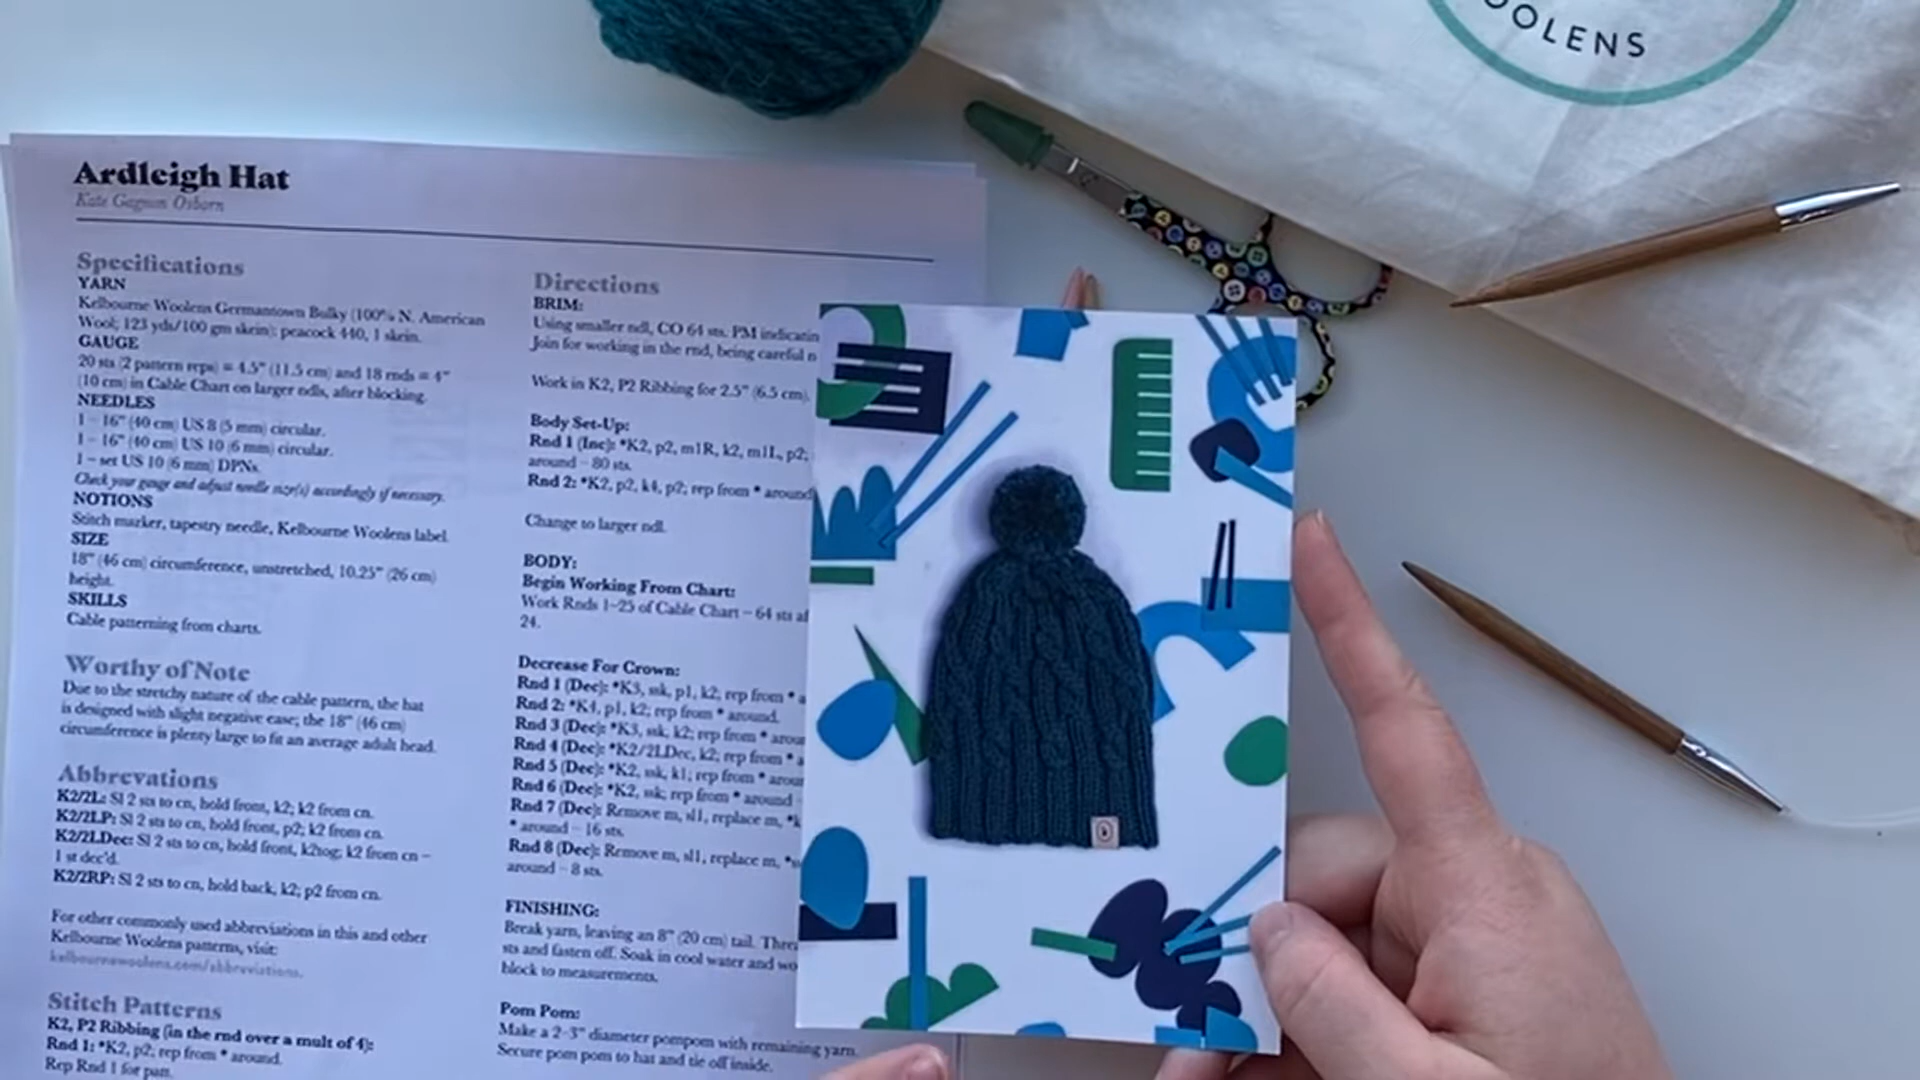 OOLENS
Ardleigh Hat
Kate Gagnon Osborn
Specifications
YARN
Kelbourne Woolens Germantown Bulky (100% N. American
Wool; 123 yds/100 gm skein); peacock 440, 1 skein.
GAUGE
20 sts (2 pattern reps) = 4.5" (11.5 cm) and 18 rnds = 4"
(10 cm) in Cable Chart on larger ndls, after blocking.
NEEDLES
1 – 16" (40 cm) US 8 (5 mm) circular.
1 – 16" (40 cm) US 10 (6 mm) circular.
1 – set US 10 (6 mm) DPNs.
Check your gauge and adjust needle size(s) accordingly if necessary.
NOTIONS
Stitch marker, tapestry needle, Kelbourne Woolens label.
SIZE
18" (46 cm) circumference, unstretched, 10.25" (26 cm)
height.
SKILLS
Cable patterning from charts.
Worthy of Note
Due to the stretchy nature of the cable pattern, the hat
is designed with slight negative ease; the 18" (46 cm)
circumference is plenty large to fit an average adult head.
Abbrevations
K2/2L: Sl 2 sts to cn, hold front, k2; k2 from cn.
K2/2LP: Sl 2 sts to cn, hold front, p2; k2 from cn.
K2/2LDec: Sl 2 sts to cn, hold front, k2tog; k2 from cn –
1 st dec'd.
K2/2RP: Sl 2 sts to cn, hold back, k2; p2 from cn.
For other commonly used abbreviations in this and other
Kelbourne Woolens patterns, visit:
kelbournewoolens.com/abbreviations.
Stitch Patterns
K2, P2 Ribbing (in the rnd over a mult of 4):
Rnd 1: *K2, p2; rep from * around.
Rep Rnd 1 for patt.
Directions
BRIM:
Using smaller ndl, CO 64 sts. PM indicatin
Join for working in the rnd, being careful n
Work in K2, P2 Ribbing for 2.5" (6.5 cm).
Body Set-Up:
Rnd 1 (Inc): *K2, p2, m1R, k2, m1L, p2;
around – 80 sts.
Rnd 2: *K2, p2, k4, p2; rep from * around
Change to larger ndl.
BODY:
Begin Working From Chart:
Work Rnds 1–25 of Cable Chart – 64 sts af
24.
Decrease For Crown:
Rnd 1 (Dec): *K3, ssk, p1, k2; rep from * a
Rnd 2: *K4, p1, k2; rep from * around.
Rnd 3 (Dec): *K3, ssk, k2; rep from * arou
Rnd 4 (Dec): *K2/2LDec, k2; rep from * a
Rnd 5 (Dec): *K2, ssk, k1; rep from * arou
Rnd 6 (Dec): *K2, ssk; rep from * around –
Rnd 7 (Dec): Remove m, sl1, replace m, *k
* around – 16 sts.
Rnd 8 (Dec): Remove m, sl1, replace m, *s
around – 8 sts.
FINISHING:
Break yarn, leaving an 8" (20 cm) tail. Threa
sts and fasten off. Soak in cool water and wo
block to measurements.
Pom Pom:
Make a 2–3" diameter pompom with remaining yarn.
Secure pom pom to hat and tie off inside.